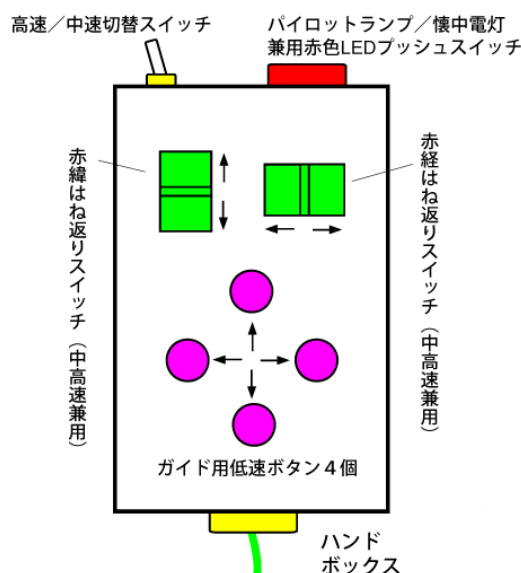 高速／中速切替スイッチ
パイロットランプ／懐中電灯
兼用赤色LEDプッシュスイッチ
赤緯はね返りスイッチ（中高速兼用）
赤経はね返りスイッチ（中高速兼用）
ガイド用低速ボタン４個
ハンド
ボックス